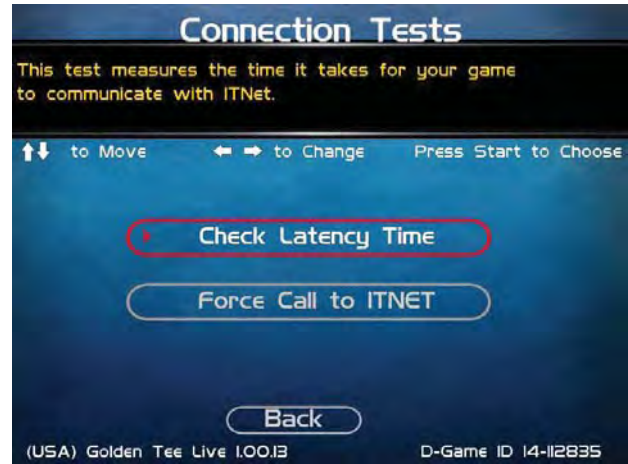 Connection Tests
This test measures the time it takes for your game
to communicate with ITNet.
to Move to Change Press Start to Choose
Check Latency Time
Force Call to ITNET
Back
(USA) Golden Tee Live 1.00.13 D-Game ID 14-112835